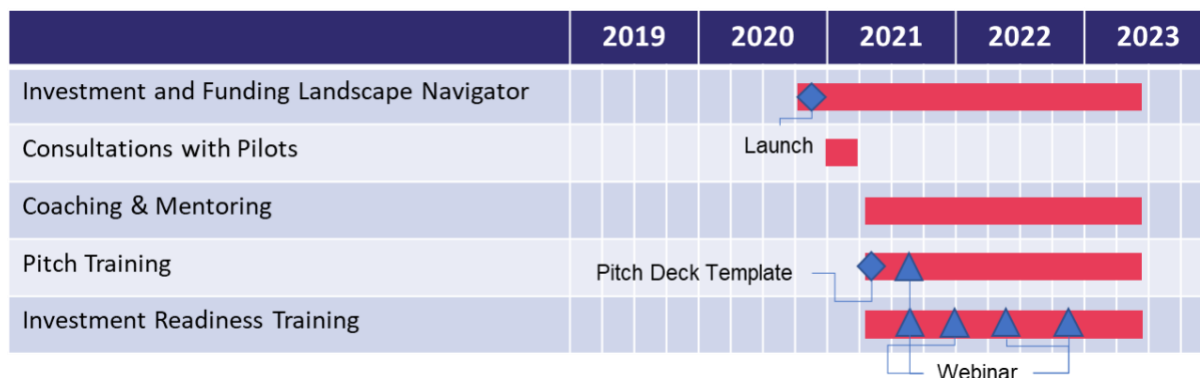 2019 2020 2021 2022 2023
Investment and Funding Landscape Navigator
Launch
Consultations with Pilots
Coaching & Mentoring
Pitch Training
Pitch Deck Template
Investment Readiness Training
Webinar